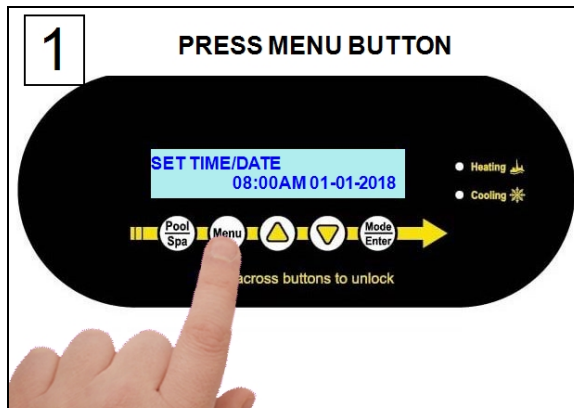 1
PRESS MENU BUTTON
SET TIME/DATE
08:00AM 01-01-2018
Heating
Cooling
Pool
Spa
Menu
Mode
Enter
across buttons to unlock